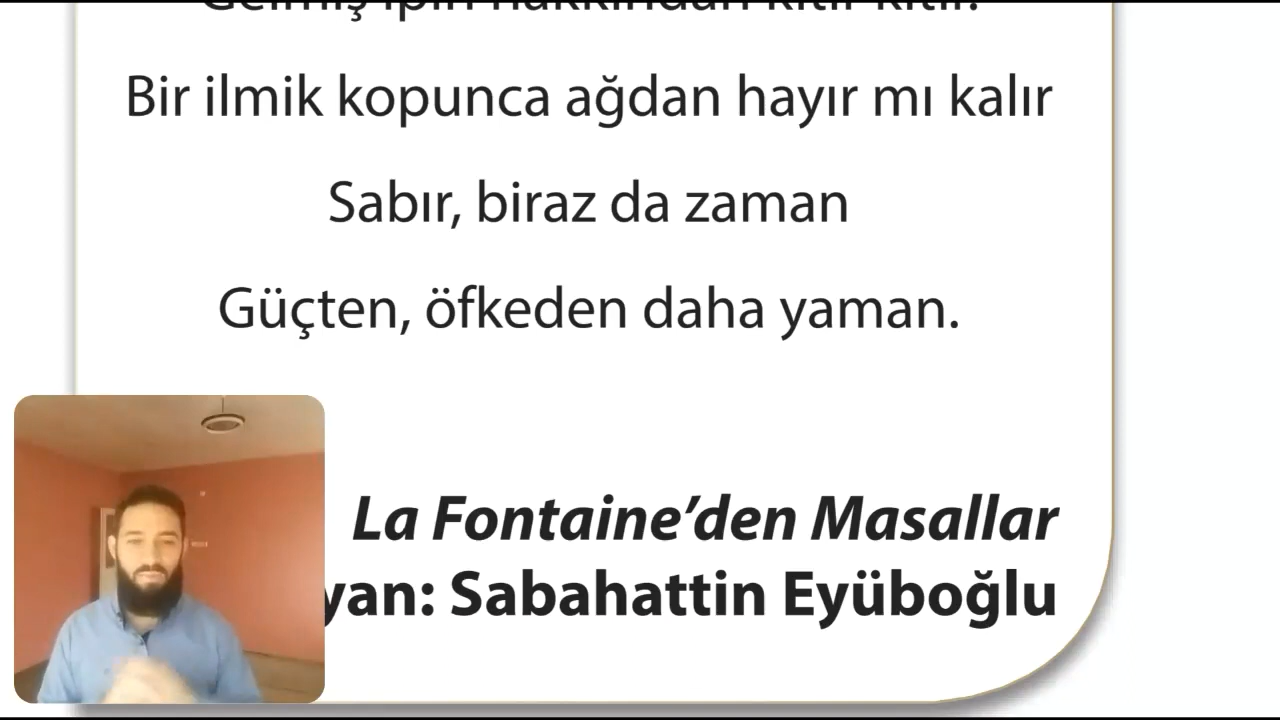 Bir ilmik kopunca ağdan hayır mı kalır
Sabır, biraz da zaman
Güçten, öfkeden daha yaman.
La Fontaine’den Masallar
yan: Sabahattin Eyüboğlu